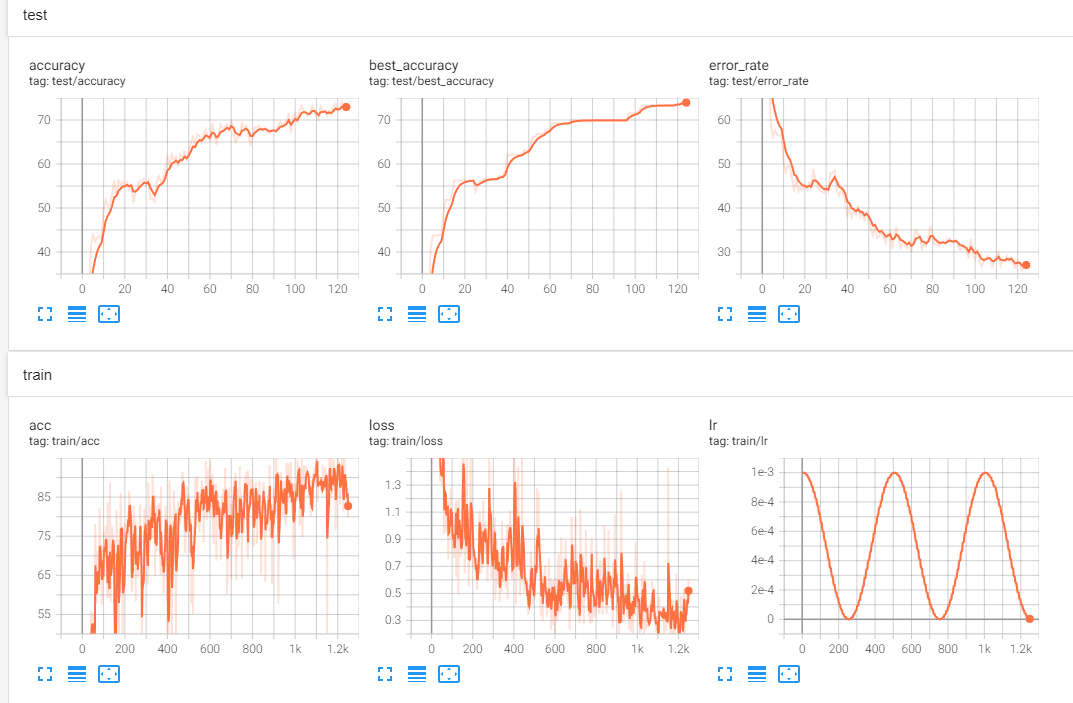 test
accuracy
tag: test/accuracy
70
60
50
40
0 20 40 60 80 100 120
best_accuracy
tag: test/best_accuracy
70
60
50
40
0 20 40 60 80 100 120
error_rate
tag: test/error_rate
60
50
40
30
0 20 40 60 80 100 120
train
acc
tag: train/acc
85
75
65
55
0 200 400 600 800 1k 1.2k
loss
tag: train/loss
1.3
1.1
0.9
0.7
0.5
0.3
0 200 400 600 800 1k 1.2k
lr
tag: train/lr
1e-3
8e-4
6e-4
4e-4
2e-4
0
0 200 400 600 800 1k 1.2k